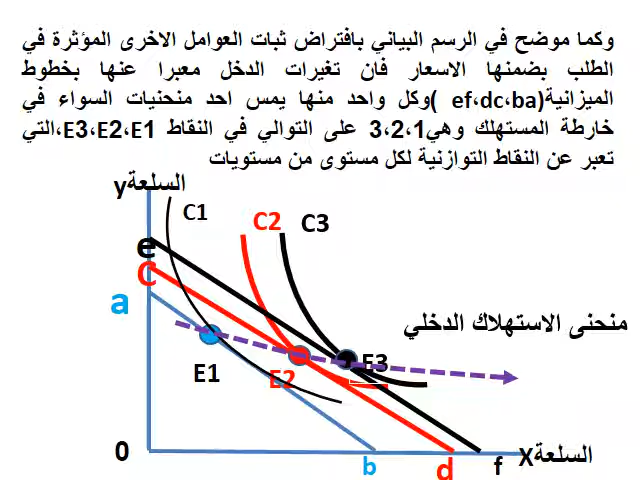 وكما موضح في الرسم البياني بافتراض ثبات العوامل الاخرى المؤثرة في
الطلب بضمنها الاسعار فان تغيرات الدخل معبرا عنها بخطوط
الميزانية(ef،dc،ba )وكل واحد منها يمس احد منحنيات السواء في
خارطة المستهلك وهي3،2،1 على التوالي في النقاط E3،E2،E1،التي
تعبر عن النقاط التوازنية لكل مستوى من مستويات
السلعةy
C1
C2
C3
e
C
a
منحنى الاستهلاك الدخلي
E3
E1
E2
0
السلعةX
b
d
f